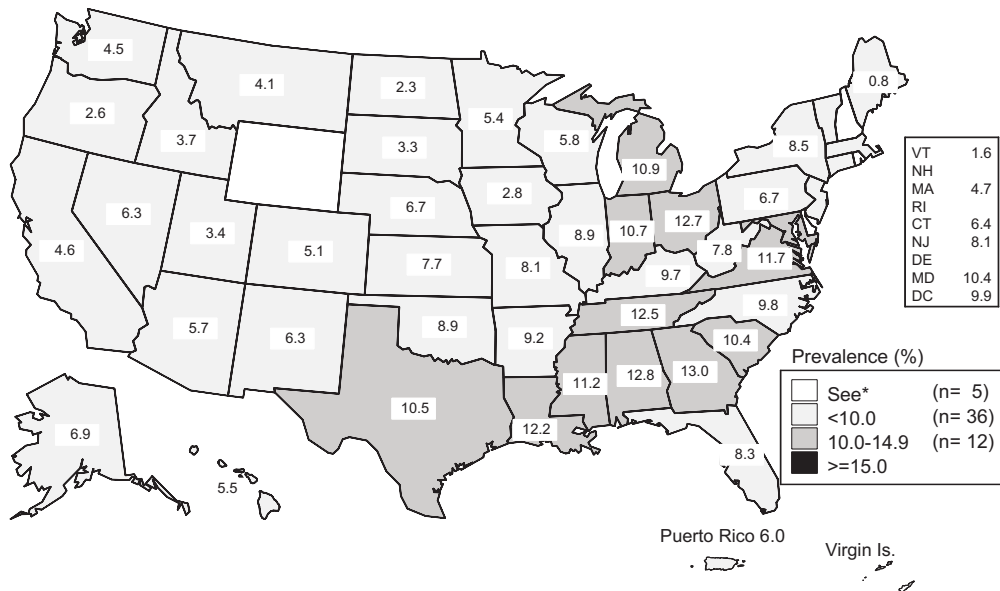 4.5
4.1
2.3
0.8
2.6
5.4
3.7
3.3
5.8
8.5
10.9
VT 1.6
NH
MA 4.7
RI
CT 6.4
NJ 8.1
DE
MD 10.4
DC 9.9
2.8
6.7
6.7
6.3
3.4
12.7
10.7
8.9
4.6
5.1
7.7
8.1
7.8
11.7
9.7
9.8
5.7
6.3
8.9
9.2
12.5
10.4
Prevalence (%)
See* (n= 5)
<10.0 (n= 36)
10.0-14.9 (n= 12)
>=15.0
11.2
12.8
13.0
10.5
12.2
6.9
8.3
5.5
Puerto Rico 6.0
Virgin Is.